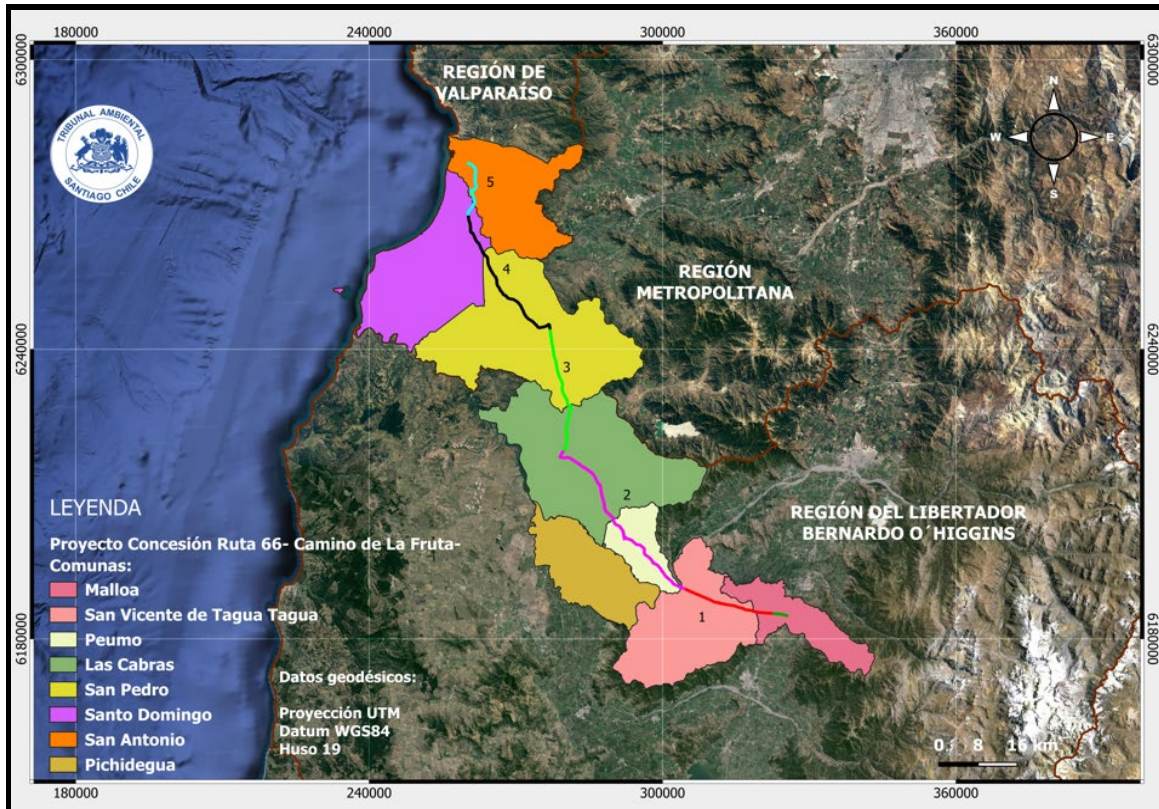 180000
240000
300000
360000
6300000
6300000
REGIÓN DE
VALPARAÍSO
N
W
E
S
TRIBUNAL AMBIENTAL
SANTIAGO CHILE
5
4
REGIÓN
METROPOLITANA
6240000
6240000
3
2
LEYENDA
Proyecto Concesión Ruta 66- Camino de La Fruta-
Comunas:
Malloa
San Vicente de Tagua Tagua
Peumo
Las Cabras
San Pedro
Santo Domingo
San Antonio
Pichidegua
REGIÓN DEL LIBERTADOR
BERNARDO O´HIGGINS
1
6180000
6180000
Datos geodésicos:
Proyección UTM
Datum WGS84
Huso 19
0 8 16 km
180000
240000
300000
360000